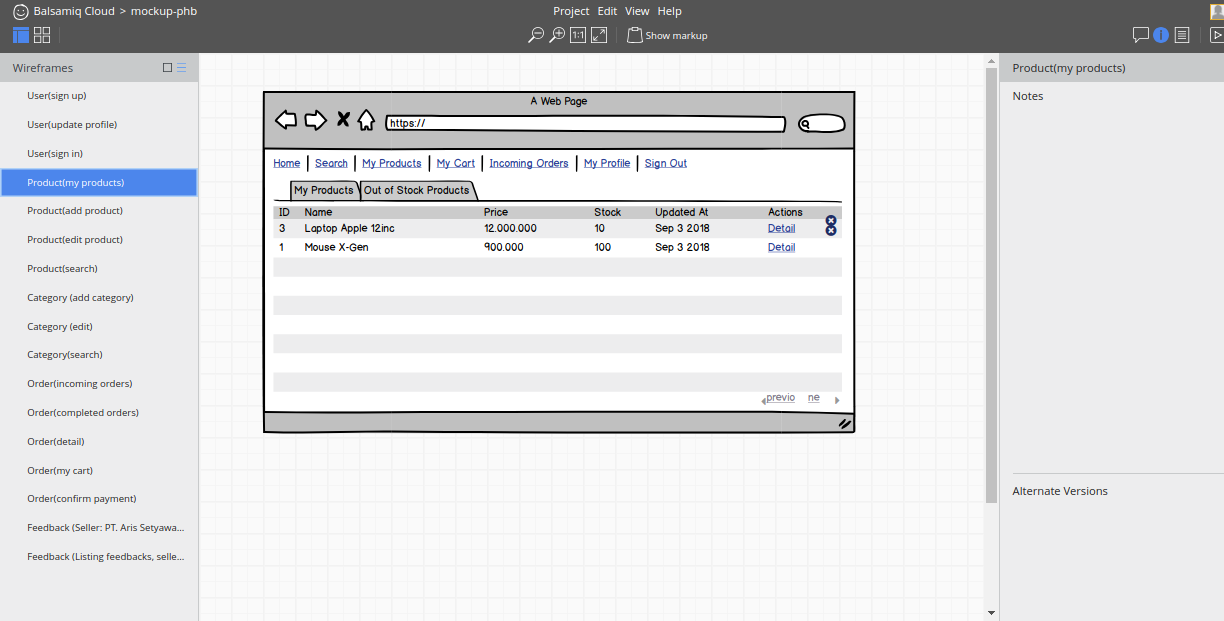 Balsamiq Cloud > mockup-phb
Project Edit View Help
1:1 Show markup
Wireframes
User(sign up)
User(update profile)
User(sign in)
Product(my products)
Product(add product)
Product(edit product)
Product(search)
Category (add category)
Category (edit)
Category(search)
Order(incoming orders)
Order(completed orders)
Order(detail)
Order(my cart)
Order(confirm payment)
Feedback (Seller: PT. Aris Setyawa...
Feedback (Listing feedbacks, selle...
A Web Page
https://
Home Search My Products My Cart Incoming Orders My Profile Sign Out
My Products Out of Stock Products
ID Name Price Stock Updated At Actions
3 Laptop Apple 12inc 12.000.000 10 Sep 3 2018 Detail
1 Mouse X-Gen 900.000 100 Sep 3 2018 Detail
previo ne
Product(my products)
Notes
Alternate Versions